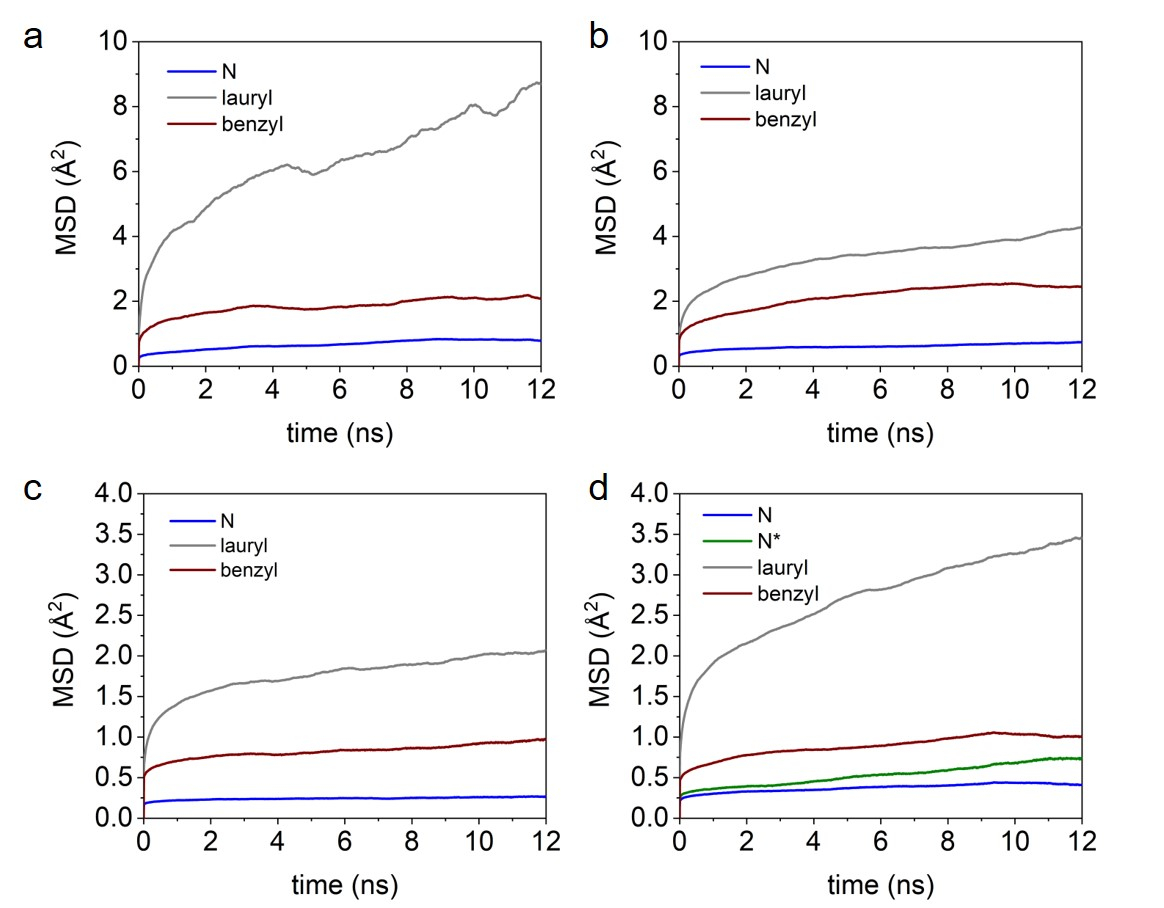 a
10
8
6
4
2
0
MSD (Å²)
N
lauryl
benzyl
0 2 4 6 8 10 12
time (ns)
b
10
8
6
4
2
0
MSD (Å²)
N
lauryl
benzyl
0 2 4 6 8 10 12
time (ns)
c
4.0
3.5
3.0
2.5
2.0
1.5
1.0
0.5
0.0
MSD (Å²)
N
lauryl
benzyl
0 2 4 6 8 10 12
time (ns)
d
4.0
3.5
3.0
2.5
2.0
1.5
1.0
0.5
0.0
MSD (Å²)
N
N*
lauryl
benzyl
0 2 4 6 8 10 12
time (ns)